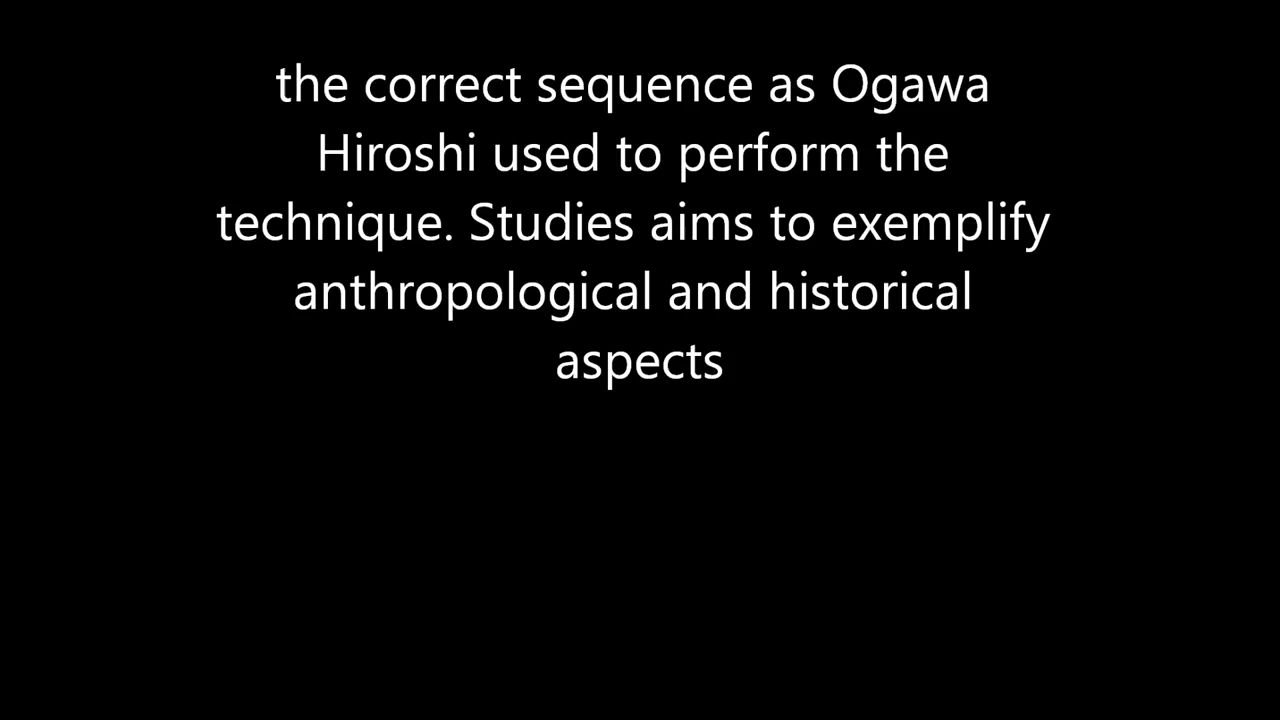 the correct sequence as Ogawa
Hiroshi used to perform the
technique. Studies aims to exemplify
anthropological and historical
aspects